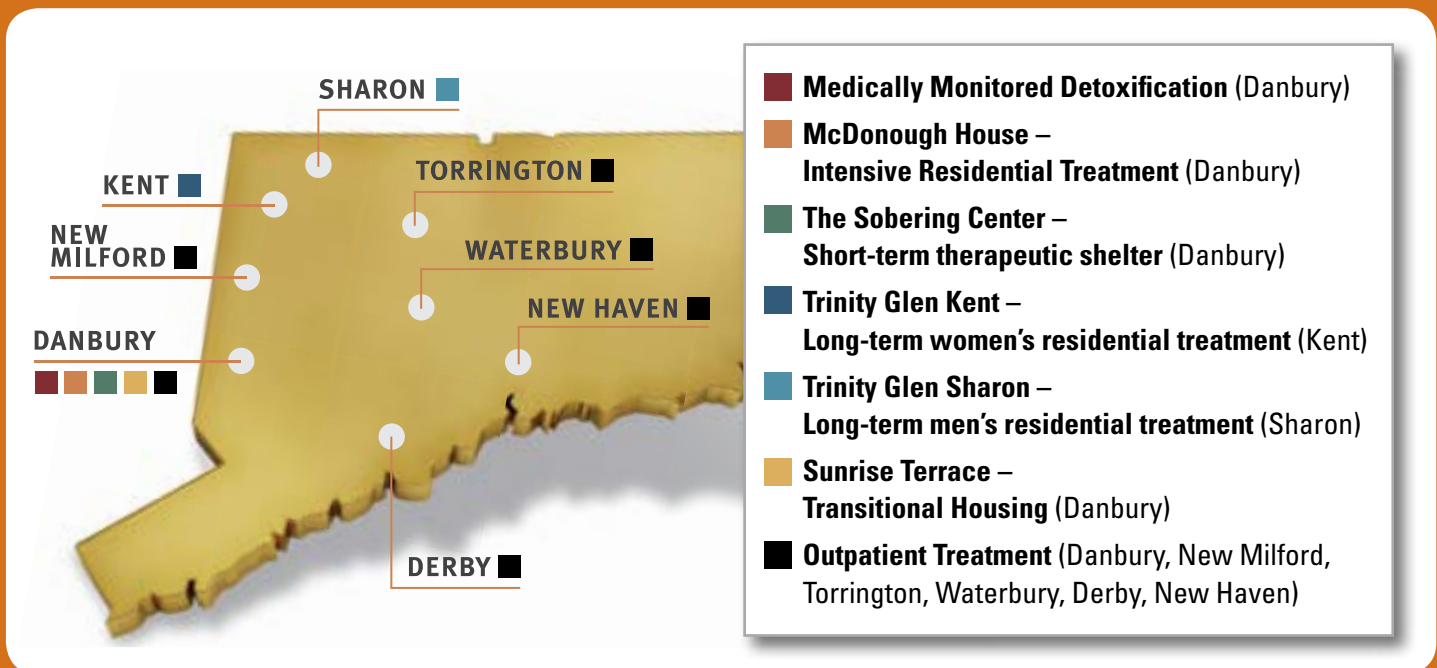 SHARON
KENT
TORRINGTON
NEW
MILFORD
WATERBURY
NEW HAVEN
DANBURY
DERBY
Medically Monitored Detoxification (Danbury)
McDonough House –
Intensive Residential Treatment (Danbury)
The Sobering Center –
Short-term therapeutic shelter (Danbury)
Trinity Glen Kent –
Long-term women’s residential treatment (Kent)
Trinity Glen Sharon –
Long-term men’s residential treatment (Sharon)
Sunrise Terrace –
Transitional Housing (Danbury)
Outpatient Treatment (Danbury, New Milford,
Torrington, Waterbury, Derby, New Haven)